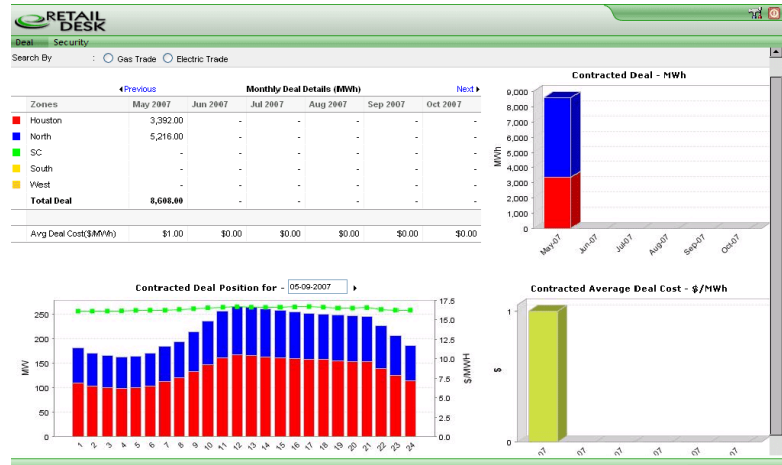 RETAIL
DESK
Deal Security
Search By : Gas Trade Electric Trade
Previous Monthly Deal Details (MWh) Next
Zones May 2007 Jun 2007 Jul 2007 Aug 2007 Sep 2007 Oct 2007
Houston 3,392.00 - - - - -
North 5,216.00 - - - - -
SC - - - - - -
South - - - - - -
West - - - - - -
Total Deal 8,608.00 - - - - -
Avg Deal Cost($/MWh) $1.00 $0.00 $0.00 $0.00 $0.00 $0.00
Contracted Deal - MWh
MWh
9,000
8,000
7,000
6,000
5,000
4,000
3,000
2,000
1,000
0
May-07 Jun-07 Jul-07 Aug-07 Sep-07 Oct-07
Contracted Deal Position for - 05-09-2007
MW
250
200
150
100
50
0
17.5
15.0
12.5
10.0
7.5
5.0
2.5
0.0
$/MWH
1 2 3 4 5 6 7 8 9 10 11 12 13 14 15 16 17 18 19 20 21 22 23 24
Contracted Average Deal Cost - $/MWh
$
1
0
07 07 07 07 07 07